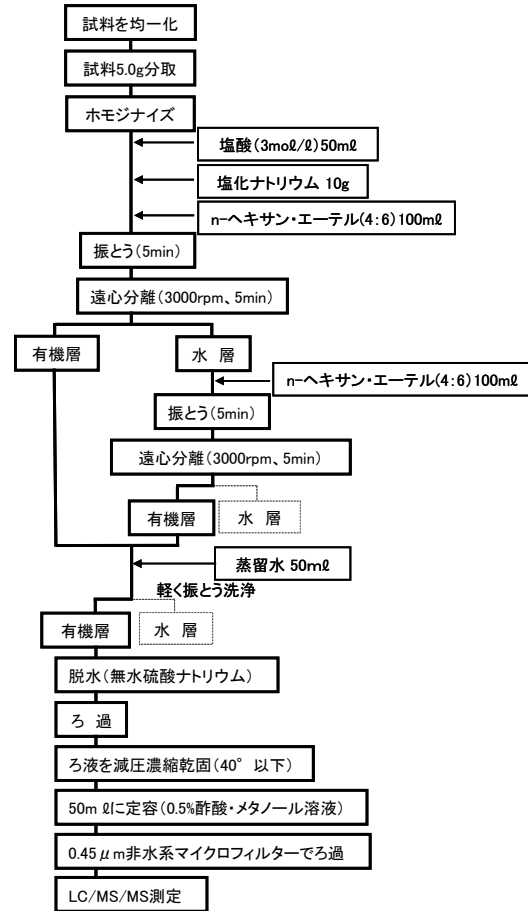 試料を均一化
試料5.0g分取
ホモジナイズ
塩酸(3moℓ/ℓ)50mℓ
塩化ナトリウム 10g
n-ヘキサン・エーテル(4:6)100mℓ
振とう(5min)
遠心分離(3000rpm、5min)
有機層
水 層
n-ヘキサン・エーテル(4:6)100mℓ
振とう(5min)
遠心分離(3000rpm、5min)
有機層
水 層
蒸留水 50mℓ
軽く振とう洗浄
有機層
水 層
脱水(無水硫酸ナトリウム)
ろ 過
ろ液を減圧濃縮乾固(40° 以下)
50m ℓに定容(0.5%酢酸・メタノール溶液)
0.45μm非水系マイクロフィルターでろ過
LC/MS/MS測定